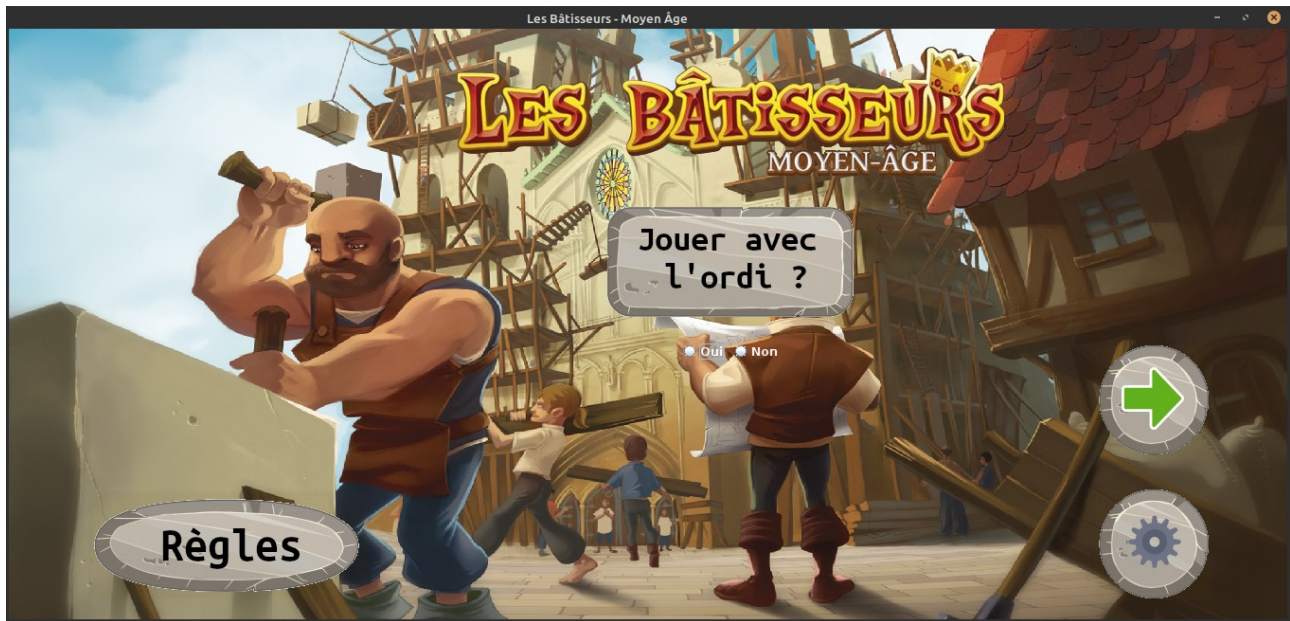 Les Bâtisseurs - Moyen Âge
LES BÂTiSSEURS
MOYEN-ÂGE
Jouer avec
l'ordi ?
Oui Non
Règles